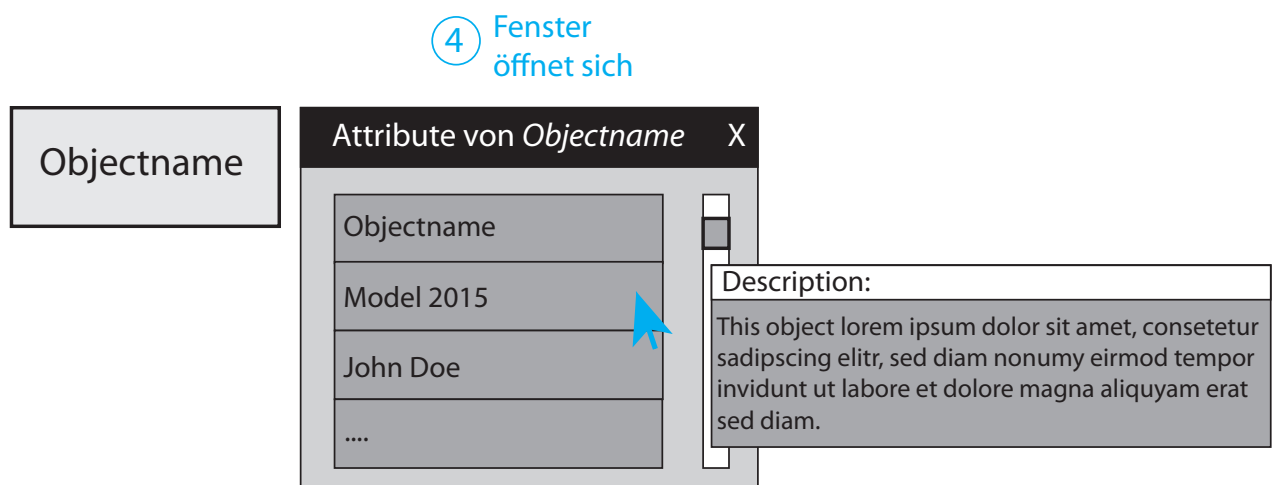 4 Fenster
öffnet sich
Objectname
Attribute von Objectname X
Objectname
Model 2015
John Doe
....
Description:
This object lorem ipsum dolor sit amet, consetetur
sadipscing elitr, sed diam nonumy eirmod tempor
invidunt ut labore et dolore magna aliquyam erat
sed diam.